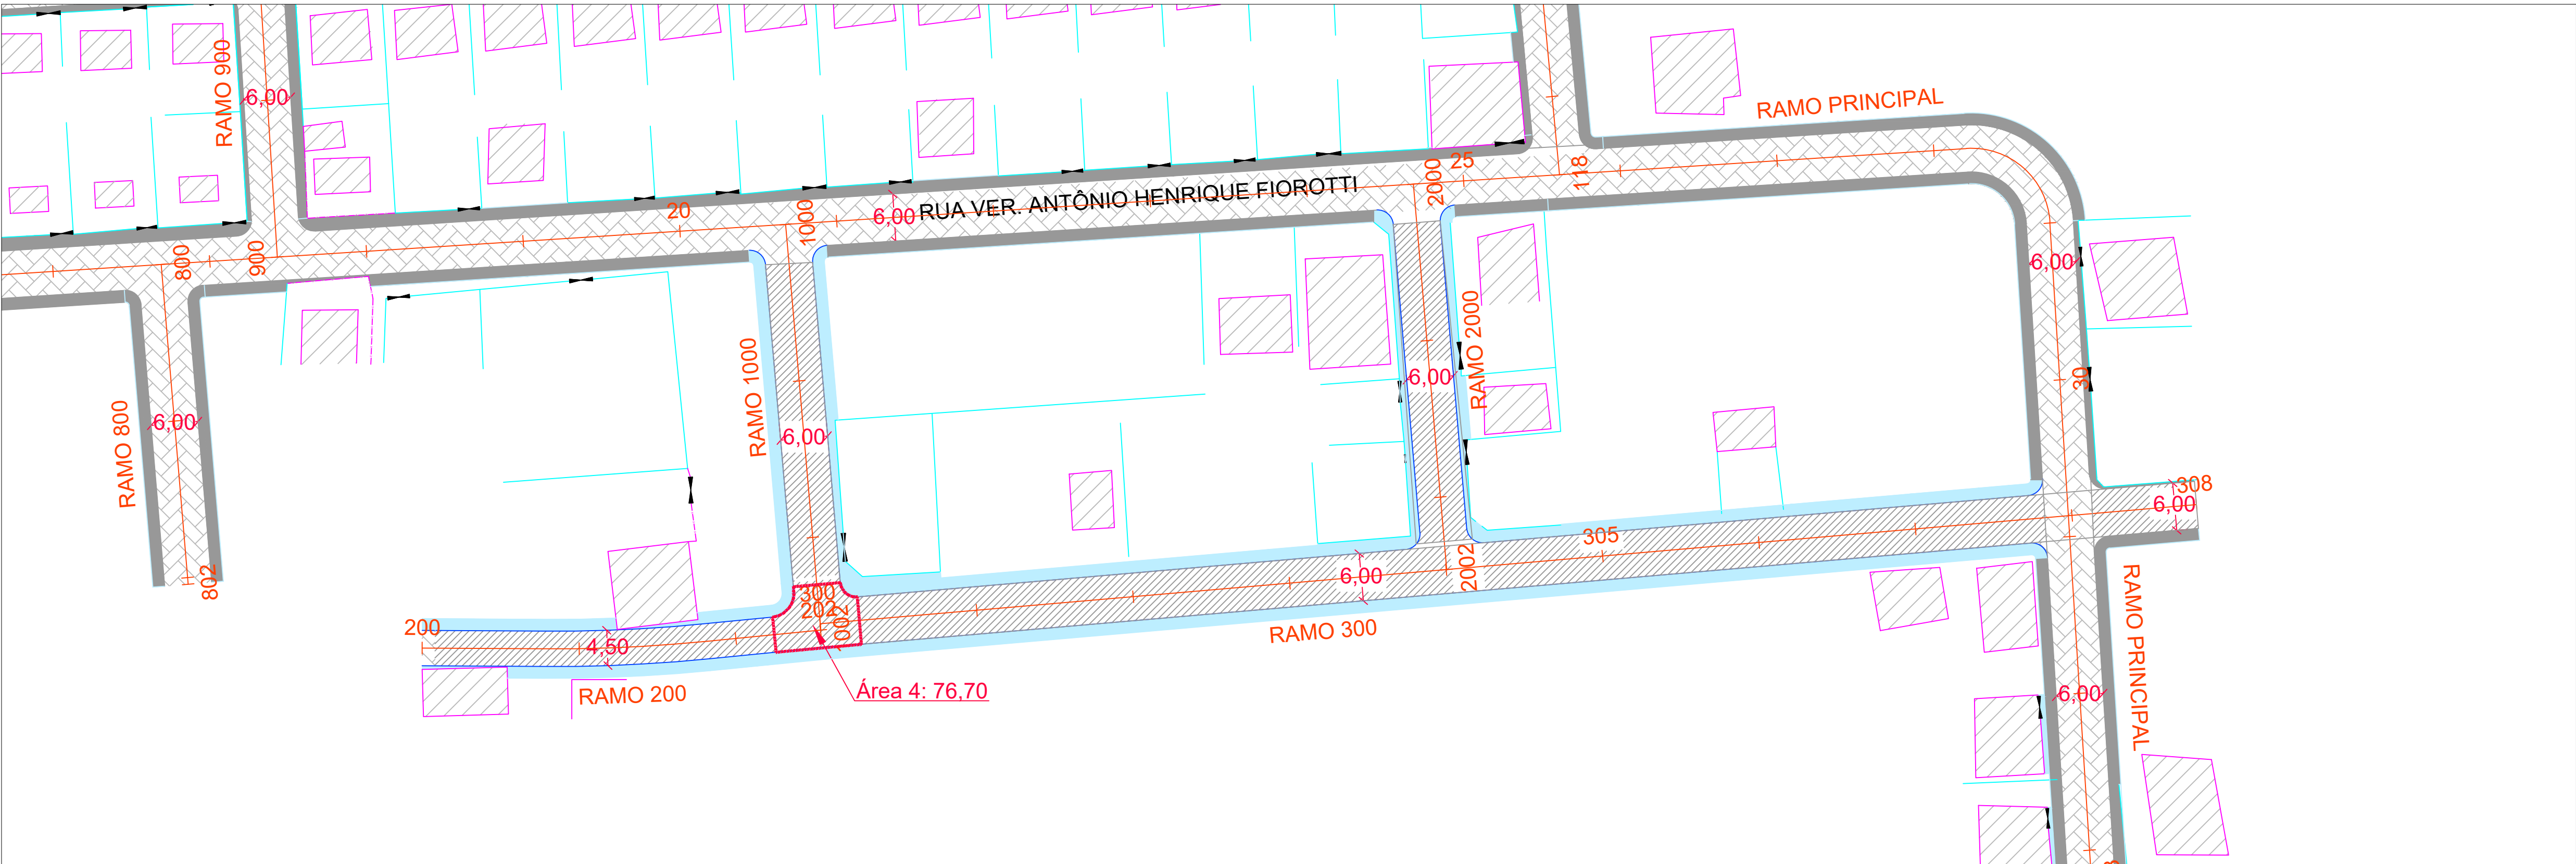 RAMO 900
6,00
RAMO PRINCIPAL
2000
25
118
RUA VER. ANTÔNIO HENRIQUE FIOROTTI
20
1000
6,00
800
900
6,00
RAMO 1000
RAMO 2000
6,00
30
RAMO 800
6,00
6,00
308
6,00
305
2002
6,00
802
300
202
1002
200
4,50
RAMO 300
RAMO 200
Área 4: 76,70
RAMO PRINCIPAL
6,00